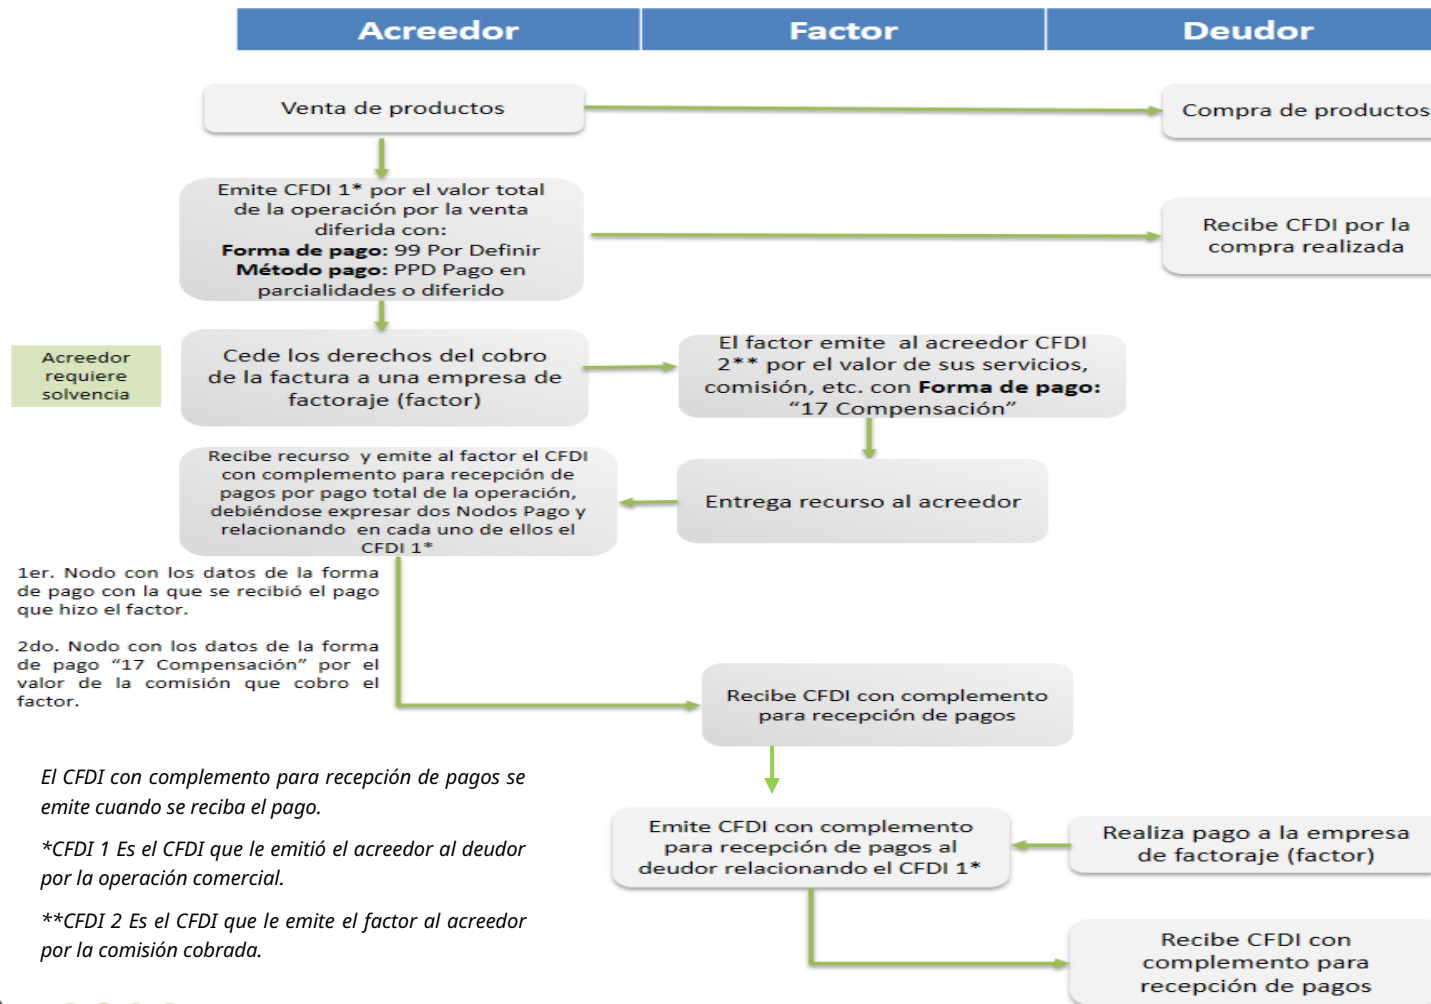 Acreedor
Factor
Deudor
Venta de productos
Compra de productos
Emite CFDI 1* por el valor total
de la operación por la venta
diferida con:
Forma de pago: 99 Por Definir
Método pago: PPD Pago en
parcialidades o diferido
Recibe CFDI por la
compra realizada
Acreedor
requiere
solvencia
Cede los derechos del cobro
de la factura a una empresa de
factoraje (factor)
El factor emite al acreedor CFDI
2** por el valor de sus servicios,
comisión, etc. con Forma de pago:
“17 Compensación”
Recibe recurso y emite al factor el CFDI
con complemento para recepción de
pagos por pago total de la operación,
debiéndose expresar dos Nodos Pago y
relacionando en cada uno de ellos el
CFDI 1*
Entrega recurso al acreedor
1er. Nodo con los datos de la forma
de pago con la que se recibió el pago
que hizo el factor.
2do. Nodo con los datos de la forma
de pago “17 Compensación” por el
valor de la comisión que cobro el
factor.
Recibe CFDI con complemento
para recepción de pagos
El CFDI con complemento para recepción de pagos se
emite cuando se reciba el pago.
*CFDI 1 Es el CFDI que le emitió el acreedor al deudor
por la operación comercial.
**CFDI 2 Es el CFDI que le emite el factor al acreedor
por la comisión cobrada.
Emite CFDI con complemento
para recepción de pagos al
deudor relacionando el CFDI 1*
Realiza pago a la empresa
de factoraje (factor)
Recibe CFDI con
complemento para
recepción de pagos